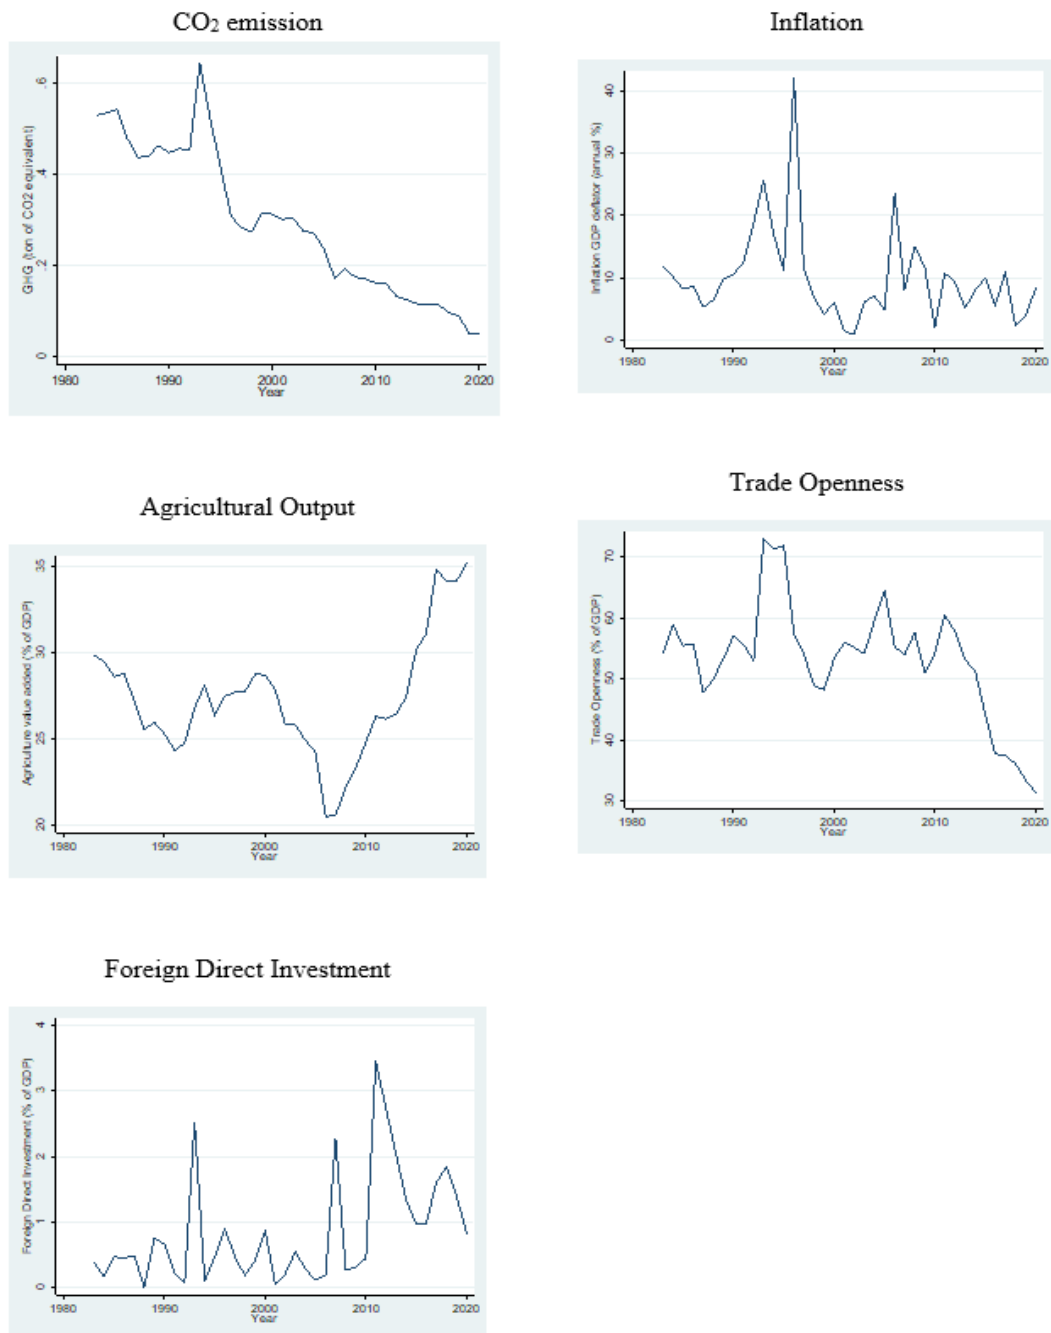 CO₂ emission
GHG (ton of CO2 equivalent)
.6
.4
.2
0
1980 1990 2000 2010 2020
Year
Inflation
Inflation GDP deflator (annual %)
40
30
20
10
0
1980 1990 2000 2010 2020
Year
Agricultural Output
Agriculture value added (% of GDP)
35
30
25
20
1980 1990 2000 2010 2020
Year
Trade Openness
Trade Openness (% of GDP)
70
60
50
40
30
1980 1990 2000 2010 2020
Year
Foreign Direct Investment
Foreign Direct Investment (% of GDP)
4
3
2
1
0
1980 1990 2000 2010 2020
Year